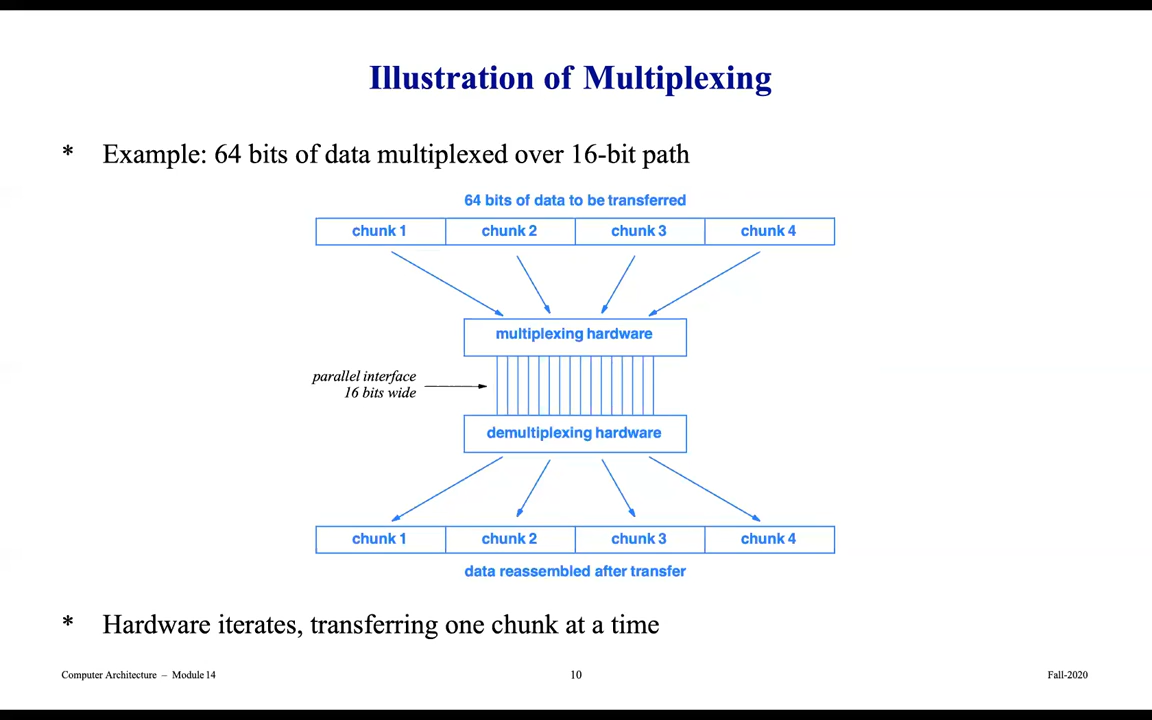 Illustration of Multiplexing
* Example: 64 bits of data multiplexed over 16-bit path
64 bits of data to be transferred
chunk 1 chunk 2 chunk 3 chunk 4
multiplexing hardware
parallel interface
16 bits wide
demultiplexing hardware
chunk 1 chunk 2 chunk 3 chunk 4
data reassembled after transfer
* Hardware iterates, transferring one chunk at a time
Computer Architecture – Module 14 10 Fall-2020